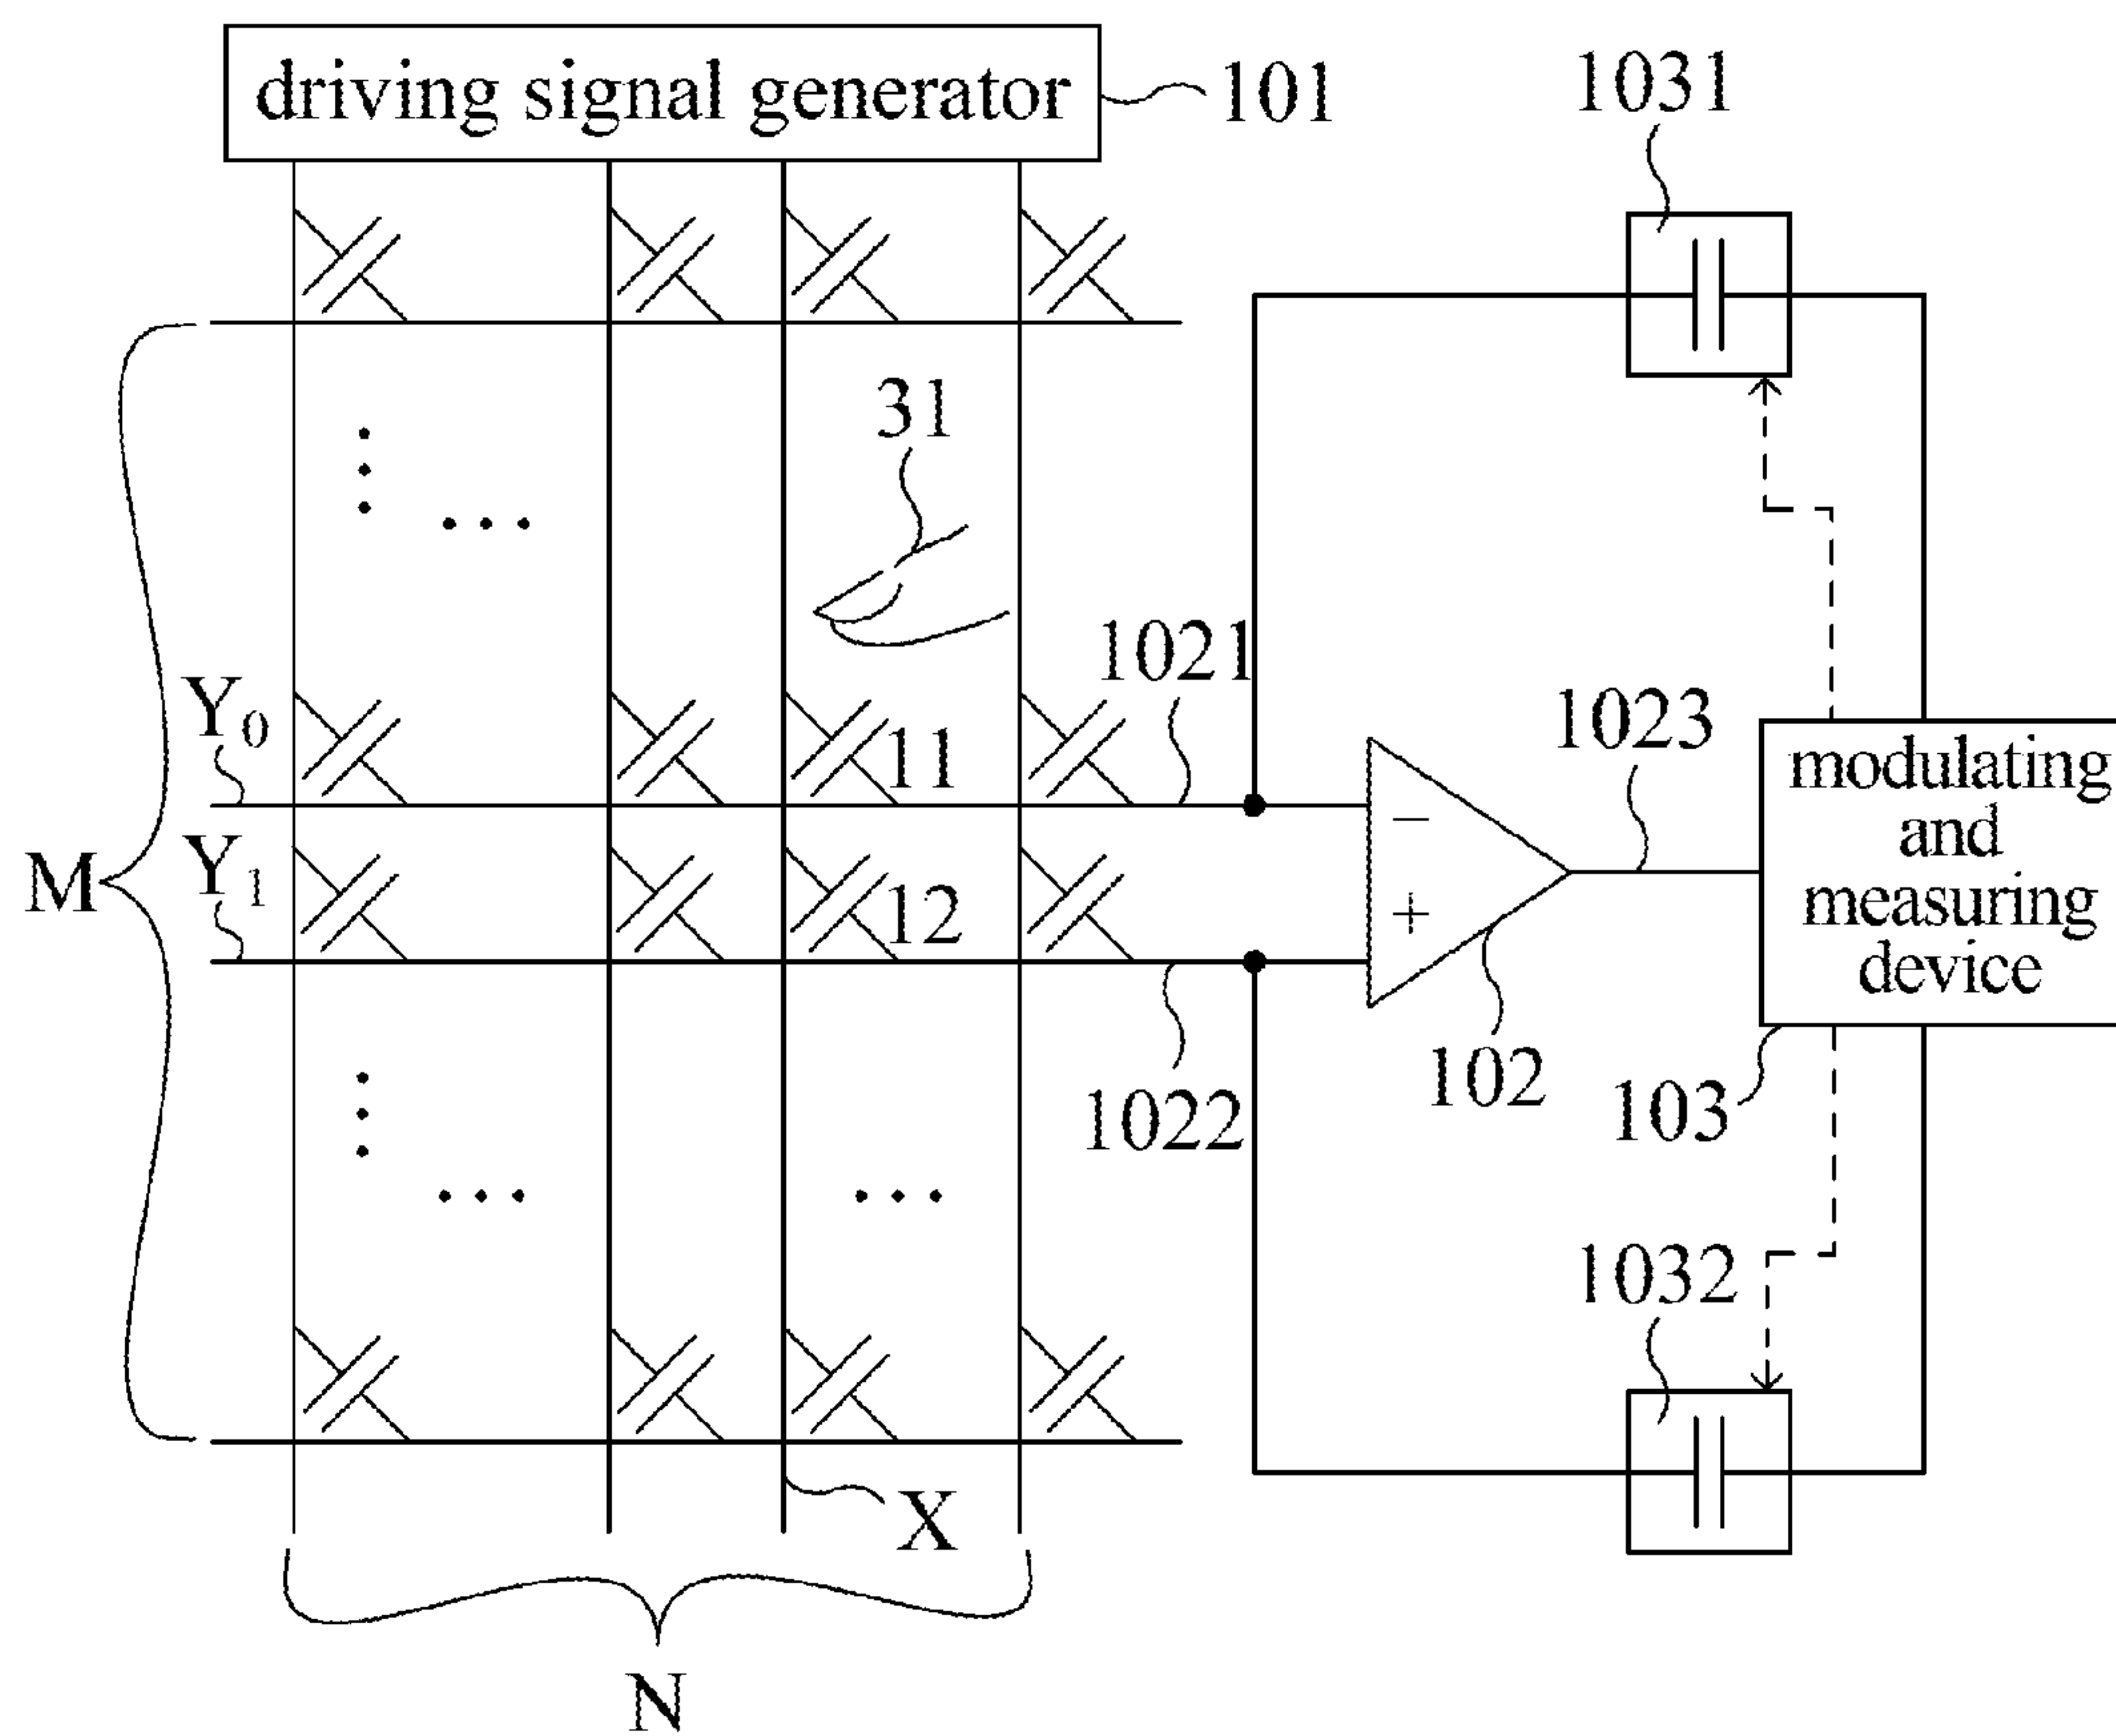 driving signal generator
101
1031
31
1021
Y0
11
1023
modulating
and
measuring
device
−
M
Y1
12
+
1022
102
103
1032
X
N